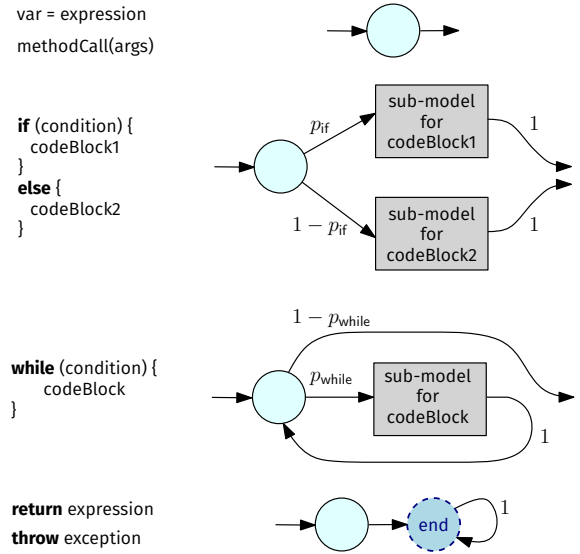 var = expression
methodCall(args)
if (condition) {
codeBlock1
}
else {
codeBlock2
}
p_if
sub-model
for
codeBlock1
1
1 − p_if
sub-model
for
codeBlock2
1
while (condition) {
codeBlock
}
1 − p_while
p_while
sub-model
for
codeBlock
1
return expression
throw exception
end
1